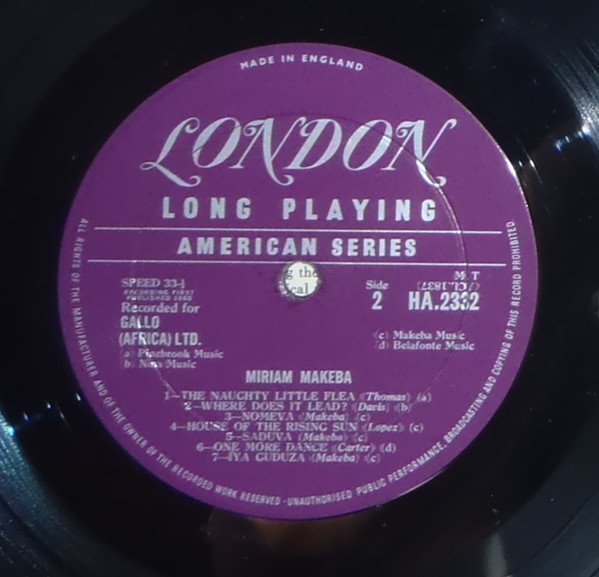 MADE IN ENGLAND
LONDON
LONG PLAYING
AMERICAN SERIES
SPEED 33⅓
RECORDING FIRST
PUBLISHED 1960
Recorded for
GALLO
(AFRICA) LTD.
a) Pinebrook Music
b) Nina Music
M/T
Side
2 HA.2332
(c) Makeba Music
(d) Belafonte Music
MIRIAM MAKEBA
1—THE NAUGHTY LITTLE FLEA (Thomas) (a)
2—WHERE DOES IT LEAD? (Davis) (b)
3—NOMEVA (Makeba) (c)
4—HOUSE OF THE RISING SUN (Lopez) (c)
5—SADUVA (Makeba) (c)
6—ONE MORE DANCE (Carter) (d)
7—IYA GUDUZA (Makeba) (c)
ALL RIGHTS OF THE MANUFACTURER AND OF THE OWNER OF THE RECORDED WORK RESERVED · UNAUTHORISED PUBLIC PERFORMANCE, BROADCASTING AND COPYING OF THIS RECORD PROHIBITED.